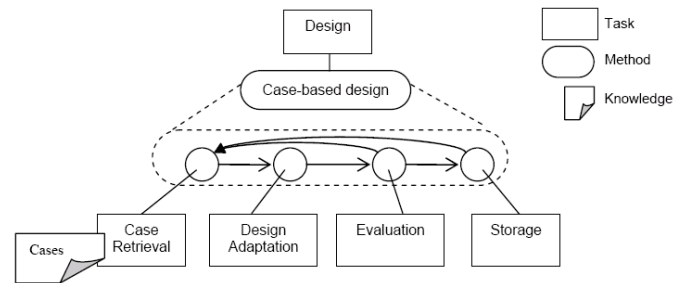 Design
Task
Method
Case-based design
Knowledge
Case
Retrieval
Design
Adaptation
Evaluation
Storage
Cases